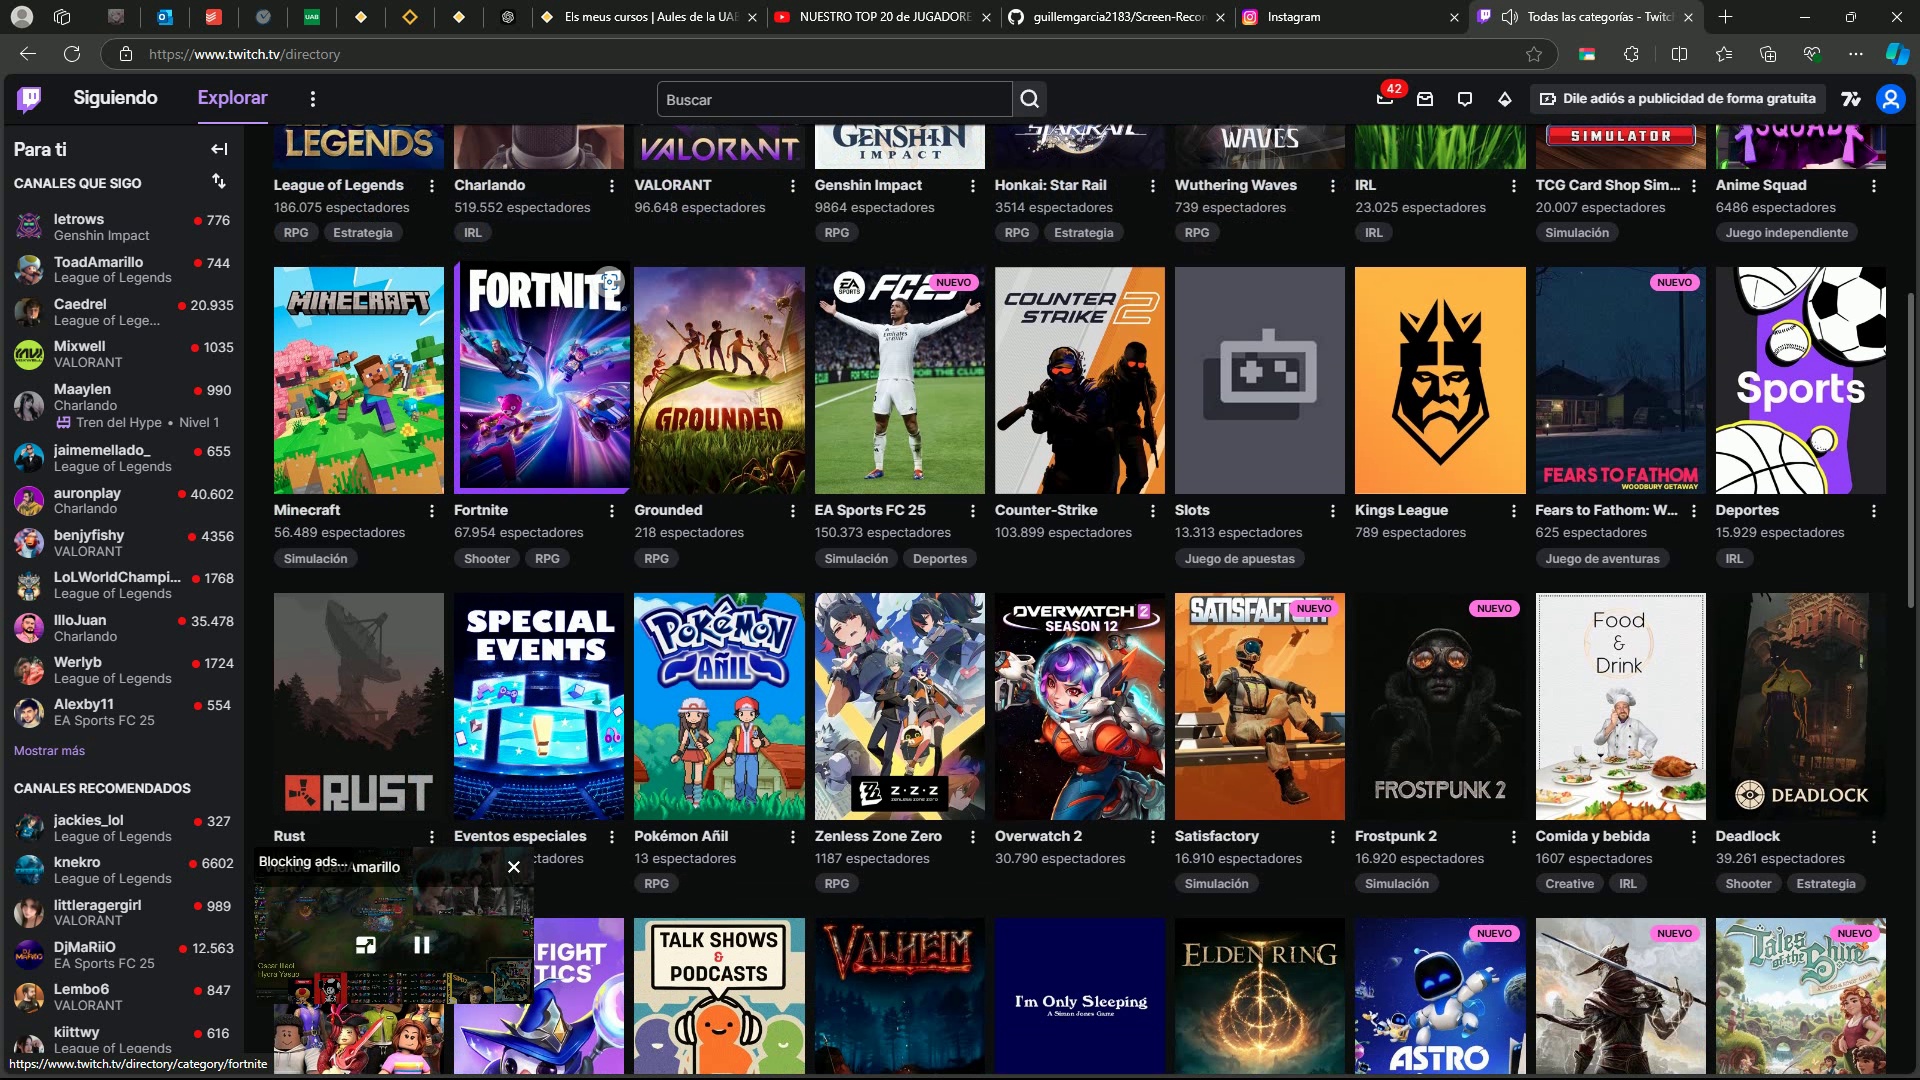 Els meus cursos | Aules de la UAB
NUESTRO TOP 20 de JUGADORE
guillemgarcia2183/Screen-Recor
Instagram
Todas las categorías - Twitch
https://www.twitch.tv/directory
Siguiendo
Explorar
Buscar
42
Dile adiós a publicidad de forma gratuita
Para ti
CANALES QUE SIGO
letrows
776
Genshin Impact
ToadAmarillo
744
League of Legends
Caedrel
20.935
League of Lege...
Mixwell
1035
VALORANT
Maaylen
990
Charlando
Tren del Hype • Nivel 1
jaimemellado_
655
League of Legends
auronplay
40.602
Charlando
benjyfishy
4356
VALORANT
LoLWorldChampi...
1768
League of Legends
IlloJuan
35.478
Charlando
Werlyb
1724
League of Legends
Alexby11
554
EA Sports FC 25
Mostrar más
CANALES RECOMENDADOS
jackies_lol
327
League of Legends
knekro
6602
League of Legends
littleragergirl
989
VALORANT
DjMaRiiO
12.563
EA Sports FC 25
Lembo6
847
VALORANT
kiittwy
616
League of Legends
https://www.twitch.tv/directory/category/fortnite
LEGENDS
VALORANT
GENSHIN
IMPACT
STAR RAIL
WAVES
SIMULATOR
SQUAD
League of Legends
186.075 espectadores
RPG
Estrategia
Charlando
519.552 espectadores
IRL
VALORANT
96.648 espectadores
Genshin Impact
9864 espectadores
RPG
Honkai: Star Rail
3514 espectadores
RPG
Estrategia
Wuthering Waves
739 espectadores
RPG
IRL
23.025 espectadores
IRL
TCG Card Shop Sim...
20.007 espectadores
Simulación
Anime Squad
6486 espectadores
Juego independiente
MINECRAFT
FORTNITE
GROUNDED
EA SPORTS FC25
NUEVO
COUNTER
STRIKE 2
NUEVO
FEARS TO FATHOM
WOODBURY GETAWAY
Sports
Minecraft
56.489 espectadores
Simulación
Fortnite
67.954 espectadores
Shooter
RPG
Grounded
218 espectadores
RPG
EA Sports FC 25
150.373 espectadores
Simulación
Deportes
Counter-Strike
103.899 espectadores
Slots
13.313 espectadores
Juego de apuestas
Kings League
789 espectadores
Fears to Fathom: W...
625 espectadores
Juego de aventuras
Deportes
15.929 espectadores
IRL
RUST
SPECIAL
EVENTS
POKéMON
AÑIL
Z·Z·Z
ZENLESS ZONE ZERO
OVERWATCH 2
SEASON 12
SATISFACTORY
NUEVO
NUEVO
FROSTPUNK 2
Food
&
Drink
DEADLOCK
Rust
Eventos especiales
ctadores
Pokémon Añil
13 espectadores
RPG
Zenless Zone Zero
1187 espectadores
RPG
Overwatch 2
30.790 espectadores
Satisfactory
16.910 espectadores
Simulación
Frostpunk 2
16.920 espectadores
Simulación
Comida y bebida
1607 espectadores
Creative
IRL
Deadlock
39.261 espectadores
Shooter
Estrategia
Blocking ads...
Viendo ToadAmarillo
FIGHT
TICS
TALK SHOWS
&
PODCASTS
VALHEIM
I'm Only Sleeping
A Simon Jones Game
ELDEN RING
NUEVO
ASTRO
NUEVO
NUEVO
Tales
of the Shire